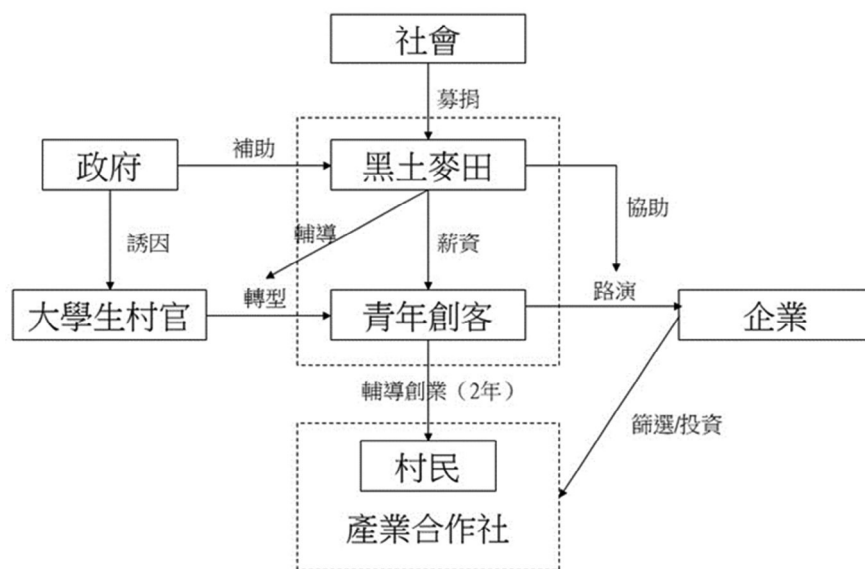 社會
募捐
政府
補助
黑土麥田
協助
誘因
輔導
薪資
大學生村官
轉型
青年創客
路演
企業
輔導創業（2年）
篩選/投資
村民
產業合作社